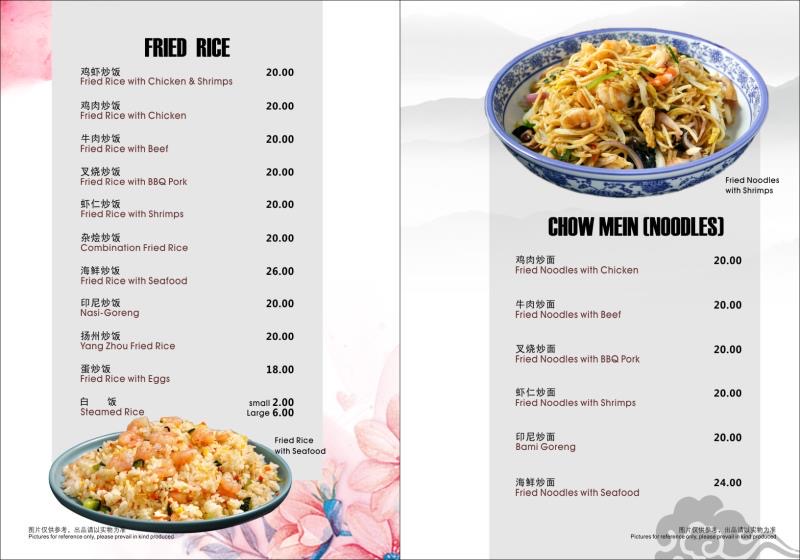 FRIED RICE
鸡虾炒饭 20.00
Fried Rice with Chicken & Shrimps
鸡肉炒饭 20.00
Fried Rice with Chicken
牛肉炒饭 20.00
Fried Rice with Beef
叉烧炒饭 20.00
Fried Rice with BBQ Pork
虾仁炒饭 20.00
Fried Rice with Shrimps
杂烩炒饭 20.00
Combination Fried Rice
海鲜炒饭 26.00
Fried Rice with Seafood
印尼炒饭 20.00
Nasi-Goreng
扬州炒饭 20.00
Yang Zhou Fried Rice
蛋炒饭 18.00
Fried Rice with Eggs
白 饭 small 2.00
Steamed Rice Large 6.00
Fried Rice
with Seafood
图片仅供参考，出品请以实物为准
Pictures for reference only, please prevail in kind produced
Fried Noodles
with Shrimps
CHOW MEIN (NOODLES)
鸡肉炒面 20.00
Fried Noodles with Chicken
牛肉炒面 20.00
Fried Noodles with Beef
叉烧炒面 20.00
Fried Noodles with BBQ Pork
虾仁炒面 20.00
Fried Noodles with Shrimps
印尼炒面 20.00
Bami Goreng
海鲜炒面 24.00
Fried Noodles with Seafood
图片仅供参考，出品请以实物为准
Pictures for reference only, please prevail in kind produced